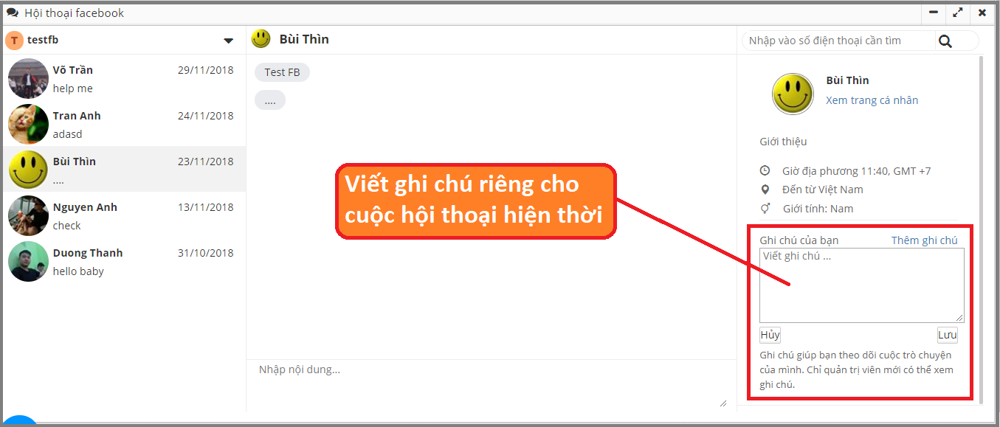 Hội thoại facebook
T testfb
Võ Trần 29/11/2018
help me
Tran Anh 24/11/2018
adasd
Bùi Thìn 23/11/2018
....
Nguyen Anh 13/11/2018
check
Duong Thanh 31/10/2018
hello baby
Bùi Thìn
Test FB
....
Viết ghi chú riêng cho
cuộc hội thoại hiện thời
Nhập nội dung...
Nhập vào số điện thoại cần tìm
Bùi Thìn
Xem trang cá nhân
Giới thiệu
Giờ địa phương 11:40, GMT +7
Đến từ Việt Nam
Giới tính: Nam
Ghi chú của bạn Thêm ghi chú
Viết ghi chú ...
Hủy Lưu
Ghi chú giúp bạn theo dõi cuộc trò chuyện
của mình. Chỉ quản trị viên mới có thể xem
ghi chú.